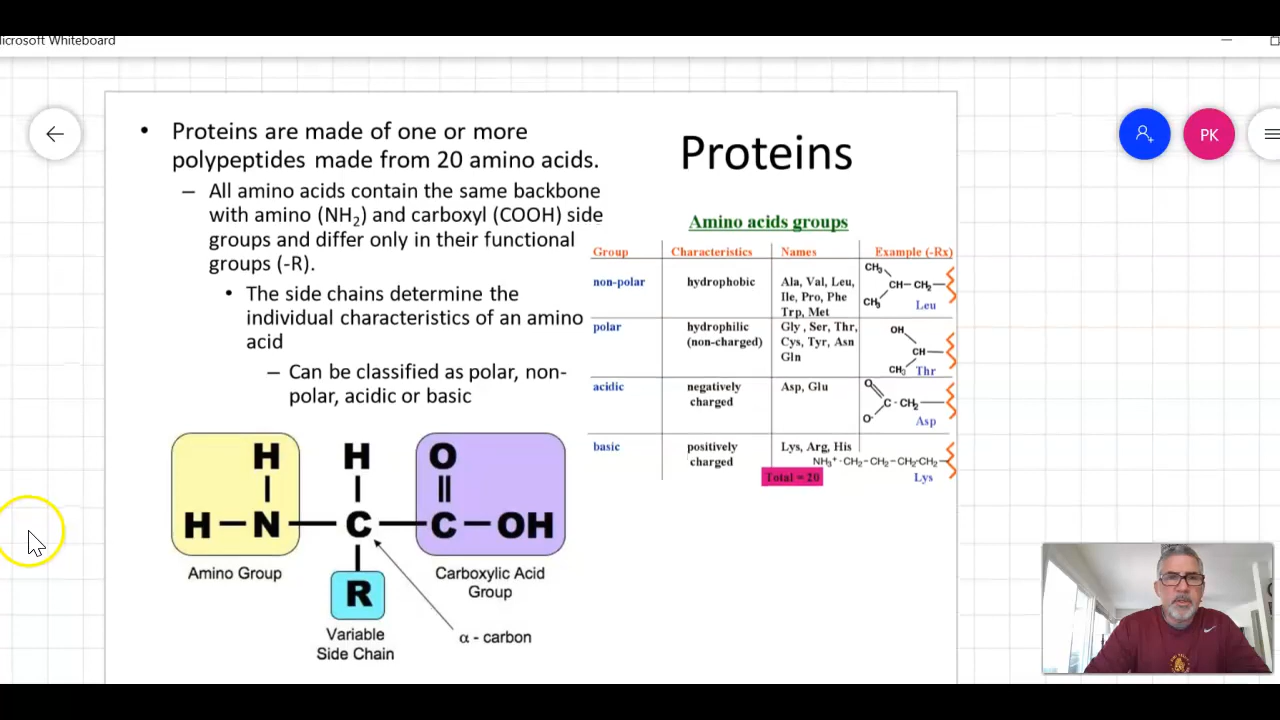 icrosoft Whiteboard
PK
• Proteins are made of one or more
polypeptides made from 20 amino acids.
– All amino acids contain the same backbone
with amino (NH₂) and carboxyl (COOH) side
groups and differ only in their functional
groups (-R).
• The side chains determine the
individual characteristics of an amino
acid
– Can be classified as polar, non-
polar, acidic or basic
Proteins
Amino acids groups
Group Characteristics Names Example (-Rx)
non-polar hydrophobic Ala, Val, Leu,
Ile, Pro, Phe
Trp, Met
CH₃
CH–CH₂–
CH₃
Leu
polar hydrophilic
(non-charged)
Gly , Ser, Thr,
Cys, Tyr, Asn
Gln
OH
CH–
CH₃
Thr
acidic negatively
charged
Asp, Glu
O
C - CH₂
O⁻
Asp
basic positively
charged
Lys, Arg, His
NH₃⁺-CH₂–CH₂–CH₂-CH₂–
Total = 20
Lys
H H O
H–N–C–C–OH
R
Amino Group
Carboxylic Acid
Group
Variable
Side Chain
α - carbon